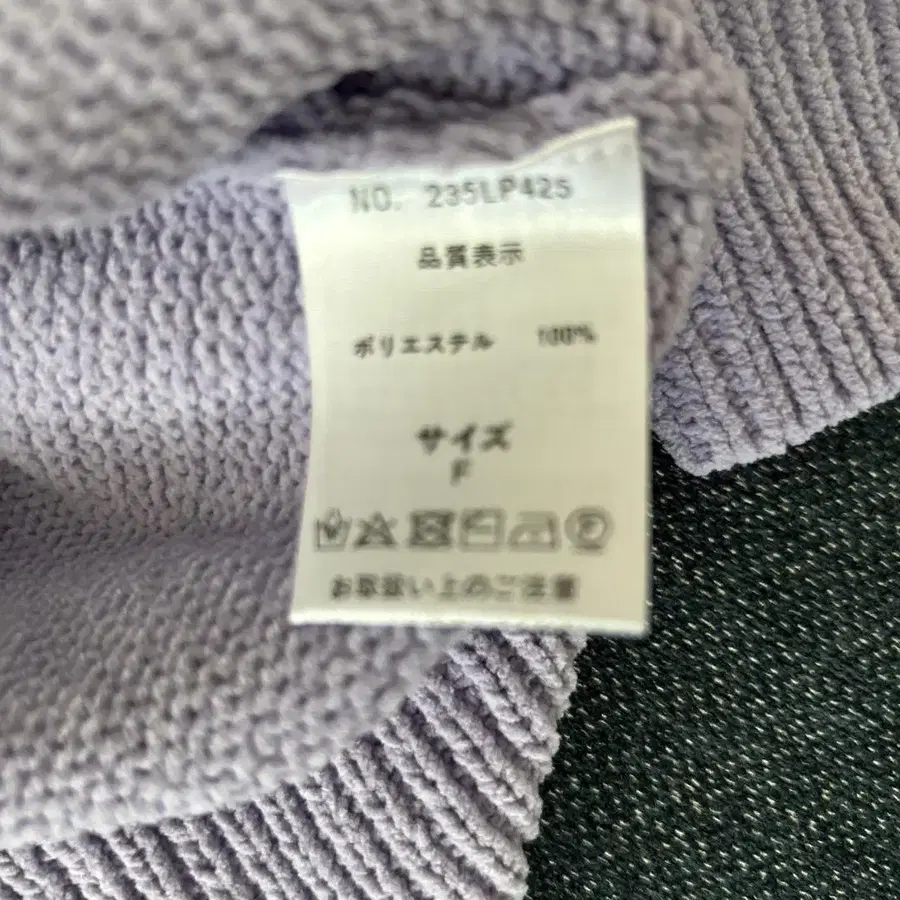 NO. 235LP425
品質表示
ポリエステル 100%
サイズ
F
お取扱い上のご注意